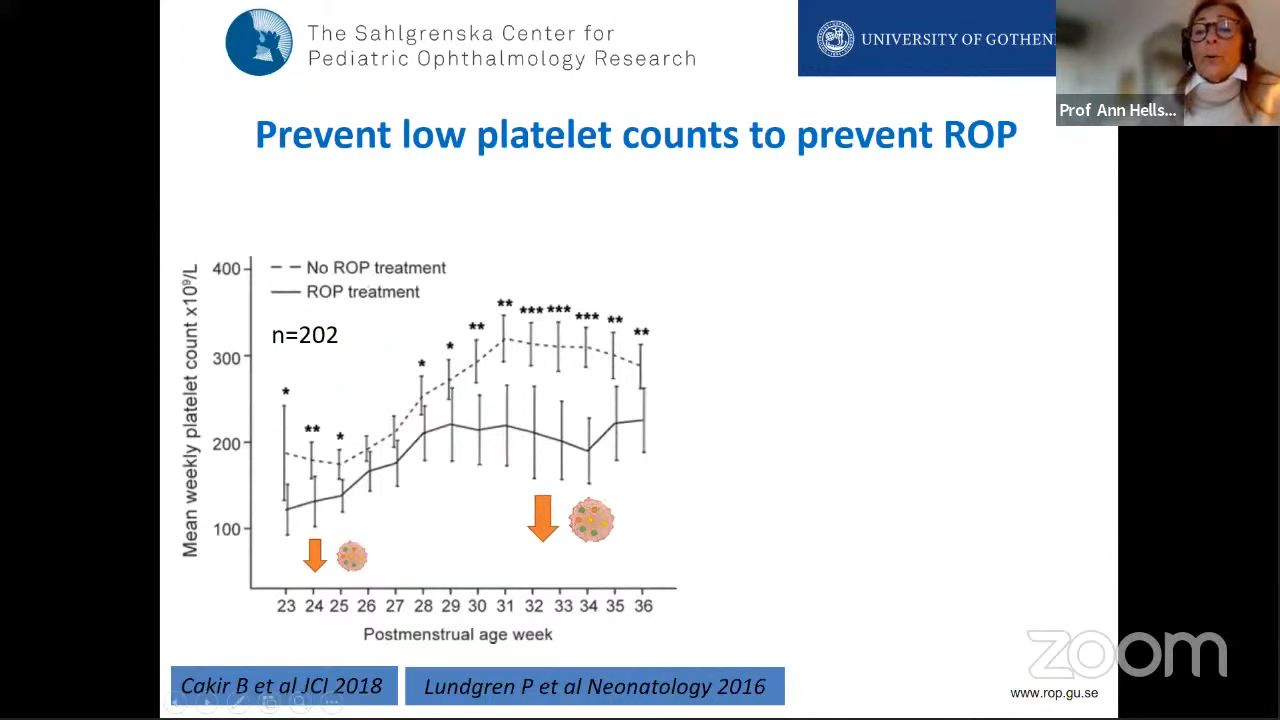 The Sahlgrenska Center for
Pediatric Ophthalmology Research
UNIVERSITY OF GOTHEN
Prof Ann Hells...
Prevent low platelet counts to prevent ROP
Mean weekly platelet count x10⁹/L
400
300
200
100
No ROP treatment
ROP treatment
n=202
* ** * * * ** ** *** *** *** ** **
23 24 25 26 27 28 29 30 31 32 33 34 35 36
Postmenstrual age week
Cakir B et al JCI 2018
Lundgren P et al Neonatology 2016
www.rop.gu.se
zoom